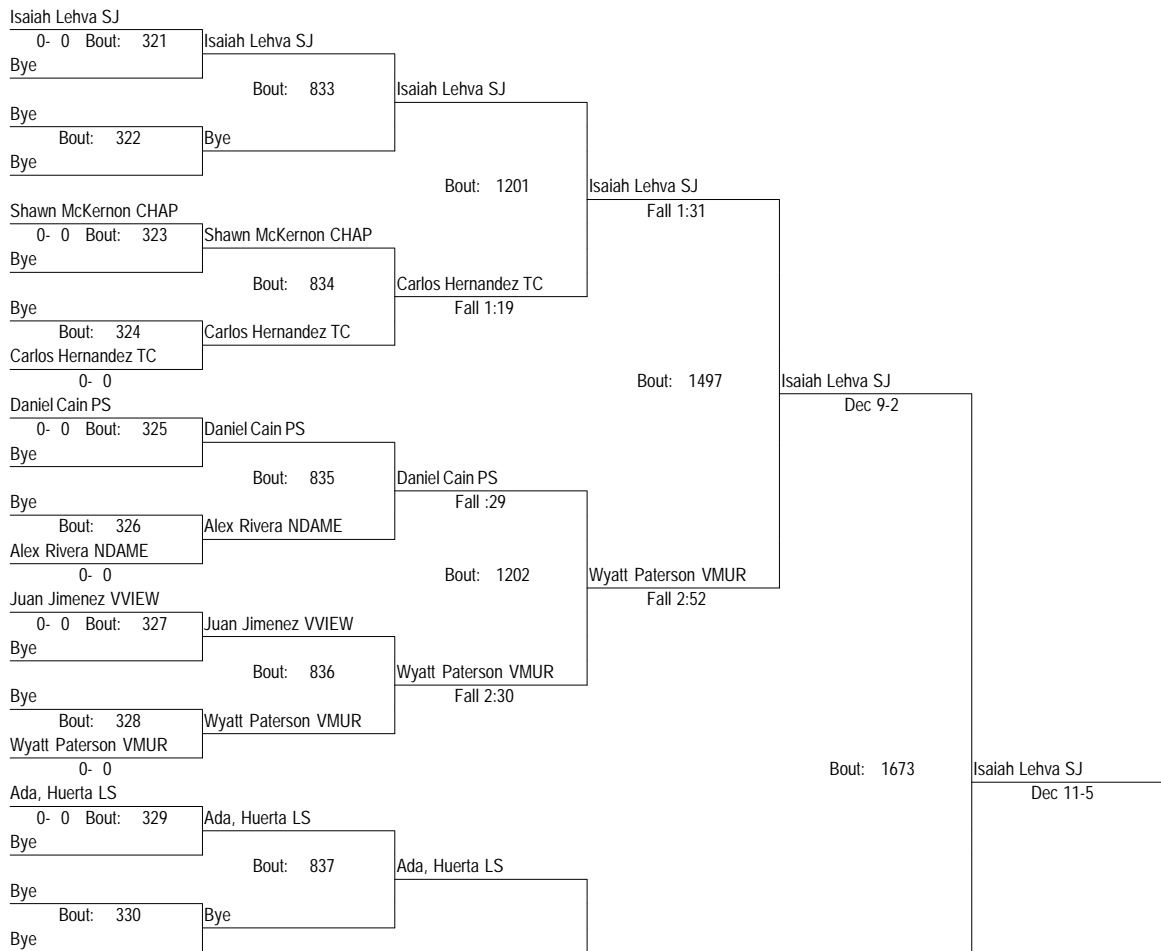 Isaiah Lehva SJ
0- 0 Bout: 321
Isaiah Lehva SJ
Bye
Bout: 833
Isaiah Lehva SJ
Bye
Bout: 322
Bye
Bye
Bout: 1201
Isaiah Lehva SJ
Fall 1:31
Shawn McKernon CHAP
0- 0 Bout: 323
Shawn McKernon CHAP
Bye
Bout: 834
Carlos Hernandez TC
Fall 1:19
Bye
Bout: 324
Carlos Hernandez TC
Carlos Hernandez TC
0- 0
Bout: 1497
Isaiah Lehva SJ
Dec 9-2
Daniel Cain PS
0- 0 Bout: 325
Daniel Cain PS
Bye
Bout: 835
Daniel Cain PS
Fall :29
Bye
Bout: 326
Alex Rivera NDAME
Alex Rivera NDAME
0- 0
Bout: 1202
Wyatt Paterson VMUR
Fall 2:52
Juan Jimenez VVIEW
0- 0 Bout: 327
Juan Jimenez VVIEW
Bye
Bout: 836
Wyatt Paterson VMUR
Fall 2:30
Bye
Bout: 328
Wyatt Paterson VMUR
Wyatt Paterson VMUR
0- 0
Bout: 1673
Isaiah Lehva SJ
Dec 11-5
Ada, Huerta LS
0- 0 Bout: 329
Ada, Huerta LS
Bye
Bout: 837
Ada, Huerta LS
Bye
Bout: 330
Bye
Bye